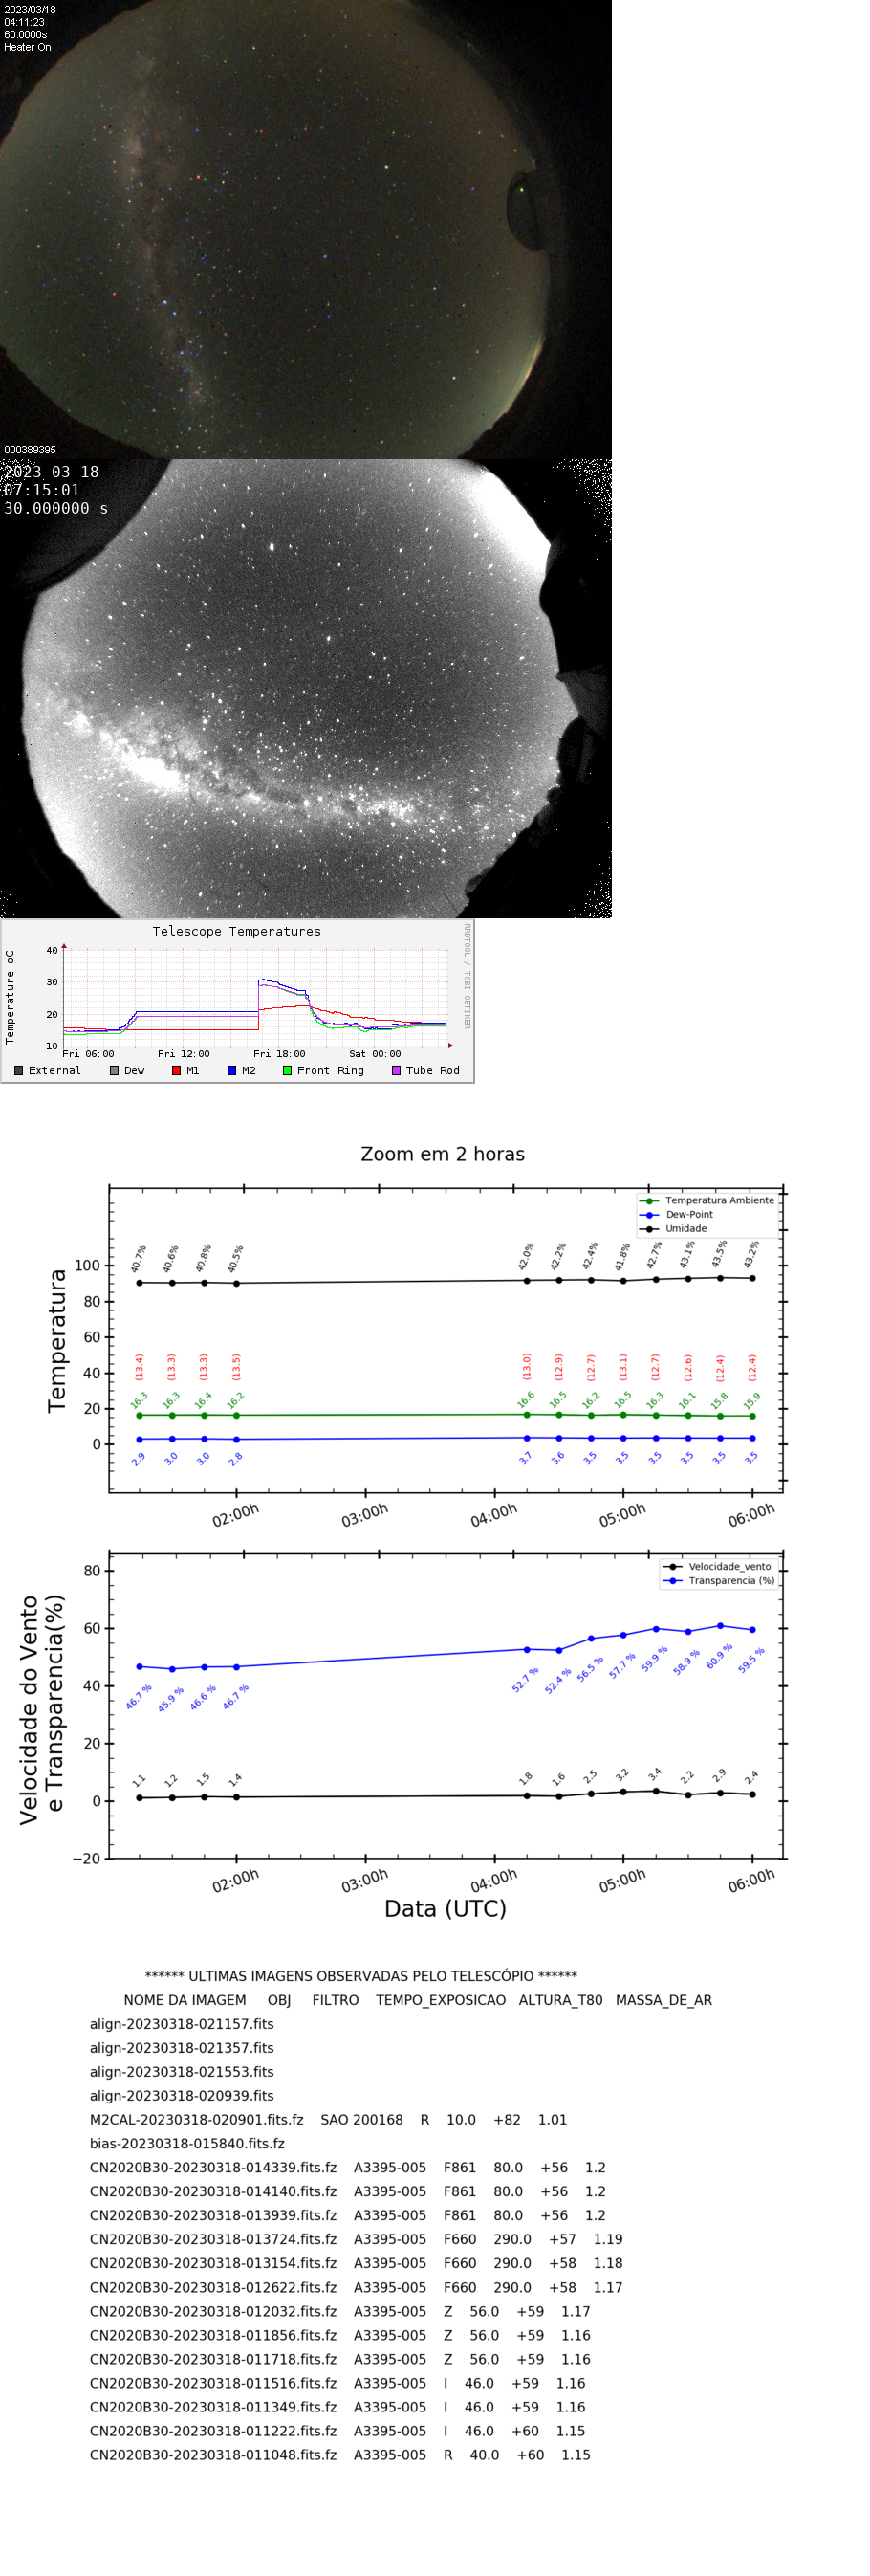 2023/03/18
04:11:23
60.0000s
Heater On
000389395
2023-03-18
07:15:01
30.000000 s
Telescope Temperatures
RRDTOOL / TOBI OETIKER
Temperature oC
40
30
20
10
Fri 06:00 Fri 12:00 Fri 18:00 Sat 00:00
External Dew M1 M2 Front Ring Tube Rod
Zoom em 2 horas
Temperatura
Temperatura Ambiente
Dew-Point
Umidade
100
80
60
40
20
0
40.7% 40.6% 40.8% 40.5% 42.0% 42.2% 42.4% 41.8% 42.7% 43.1% 43.5% 43.2%
(13.4) (13.3) (13.3) (13.5) (13.0) (12.9) (12.7) (13.1) (12.7) (12.6) (12.4) (12.4)
16.3 16.3 16.4 16.2 16.6 16.5 16.2 16.5 16.3 16.1 15.8 15.9
2.9 3.0 3.0 2.8 3.7 3.6 3.5 3.5 3.5 3.5 3.5 3.5
02:00h 03:00h 04:00h 05:00h 06:00h
Velocidade do Vento
e Transparencia(%)
Velocidade_vento
Transparencia (%)
80
60
40
20
0
−20
46.7 % 45.9 % 46.6 % 46.7 % 52.7 % 52.4 % 56.5 % 57.7 % 59.9 % 58.9 % 60.9 % 59.5 %
1.1 1.2 1.5 1.4 1.8 1.6 2.5 3.2 3.4 2.2 2.9 2.4
02:00h 03:00h 04:00h 05:00h 06:00h
Data (UTC)
****** ULTIMAS IMAGENS OBSERVADAS PELO TELESCÓPIO ******
NOME DA IMAGEM OBJ FILTRO TEMPO_EXPOSICAO ALTURA_T80 MASSA_DE_AR
align-20230318-021157.fits
align-20230318-021357.fits
align-20230318-021553.fits
align-20230318-020939.fits
M2CAL-20230318-020901.fits.fz SAO 200168 R 10.0 +82 1.01
bias-20230318-015840.fits.fz
CN2020B30-20230318-014339.fits.fz A3395-005 F861 80.0 +56 1.2
CN2020B30-20230318-014140.fits.fz A3395-005 F861 80.0 +56 1.2
CN2020B30-20230318-013939.fits.fz A3395-005 F861 80.0 +56 1.2
CN2020B30-20230318-013724.fits.fz A3395-005 F660 290.0 +57 1.19
CN2020B30-20230318-013154.fits.fz A3395-005 F660 290.0 +58 1.18
CN2020B30-20230318-012622.fits.fz A3395-005 F660 290.0 +58 1.17
CN2020B30-20230318-012032.fits.fz A3395-005 Z 56.0 +59 1.17
CN2020B30-20230318-011856.fits.fz A3395-005 Z 56.0 +59 1.16
CN2020B30-20230318-011718.fits.fz A3395-005 Z 56.0 +59 1.16
CN2020B30-20230318-011516.fits.fz A3395-005 I 46.0 +59 1.16
CN2020B30-20230318-011349.fits.fz A3395-005 I 46.0 +59 1.16
CN2020B30-20230318-011222.fits.fz A3395-005 I 46.0 +60 1.15
CN2020B30-20230318-011048.fits.fz A3395-005 R 40.0 +60 1.15